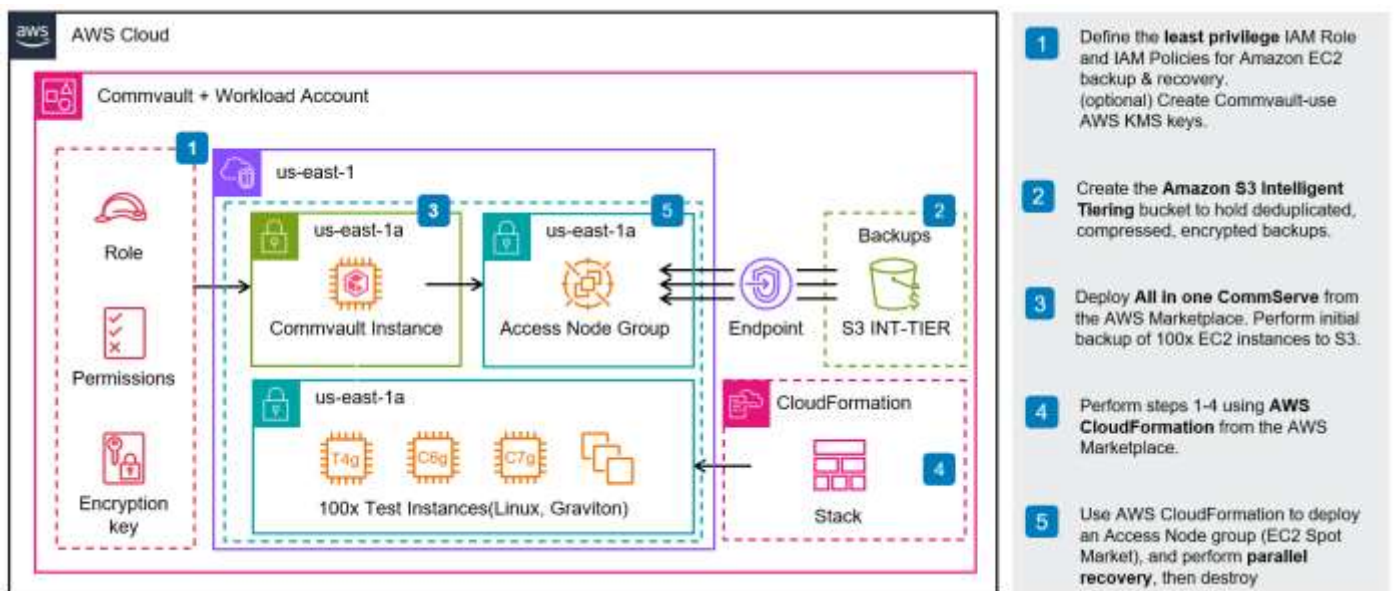 aws
AWS Cloud
Commvault + Workload Account
1
Role
Permissions
Encryption
key
us-east-1
3
us-east-1a
Commvault Instance
5
us-east-1a
Access Node Group
Endpoint
2
Backups
S3 INT-TIER
us-east-1a
T4g
C6g
C7g
100x Test Instances(Linux, Graviton)
CloudFormation
4
Stack
1
Define the least privilege IAM Role
and IAM Policies for Amazon EC2
backup & recovery.
(optional) Create Commvault-use
AWS KMS keys.
2
Create the Amazon S3 Intelligent
Tiering bucket to hold deduplicated,
compressed, encrypted backups.
3
Deploy All in one CommServe from
the AWS Marketplace. Perform initial
backup of 100x EC2 instances to S3.
4
Perform steps 1-4 using AWS
CloudFormation from the AWS
Marketplace.
5
Use AWS CloudFormation to deploy
an Access Node group (EC2 Spot
Market), and perform parallel
recovery, then destroy